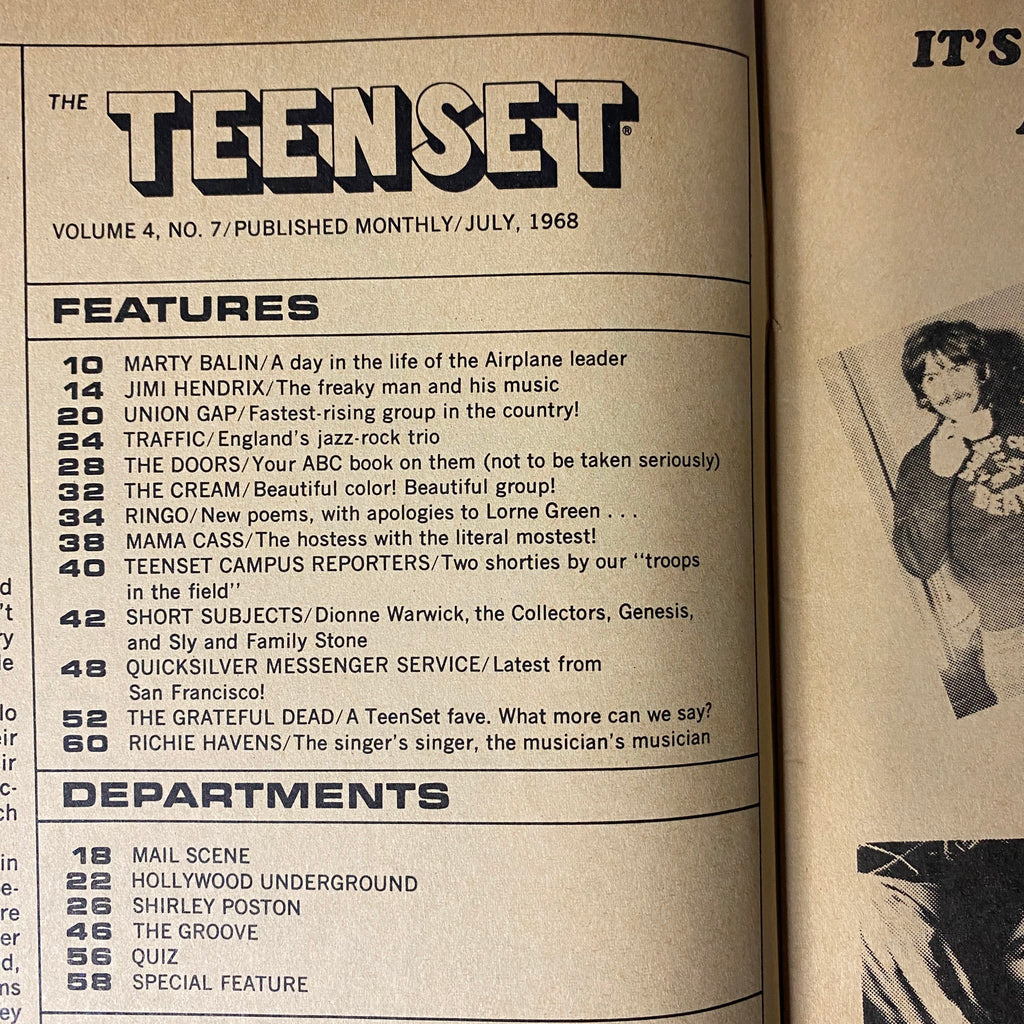 THE TEENSET®
VOLUME 4, NO. 7/PUBLISHED MONTHLY/JULY, 1968
FEATURES
10 MARTY BALIN/A day in the life of the Airplane leader
14 JIMI HENDRIX/The freaky man and his music
20 UNION GAP/Fastest-rising group in the country!
24 TRAFFIC/England's jazz-rock trio
28 THE DOORS/Your ABC book on them (not to be taken seriously)
32 THE CREAM/Beautiful color! Beautiful group!
34 RINGO/New poems, with apologies to Lorne Green . . .
38 MAMA CASS/The hostess with the literal mostest!
40 TEENSET CAMPUS REPORTERS/Two shorties by our "troops
in the field"
42 SHORT SUBJECTS/Dionne Warwick, the Collectors, Genesis,
and Sly and Family Stone
48 QUICKSILVER MESSENGER SERVICE/Latest from
San Francisco!
52 THE GRATEFUL DEAD/A TeenSet fave. What more can we say?
60 RICHIE HAVENS/The singer's singer, the musician's musician
DEPARTMENTS
18 MAIL SCENE
22 HOLLYWOOD UNDERGROUND
26 SHIRLEY POSTON
46 THE GROOVE
56 QUIZ
58 SPECIAL FEATURE
IT'S